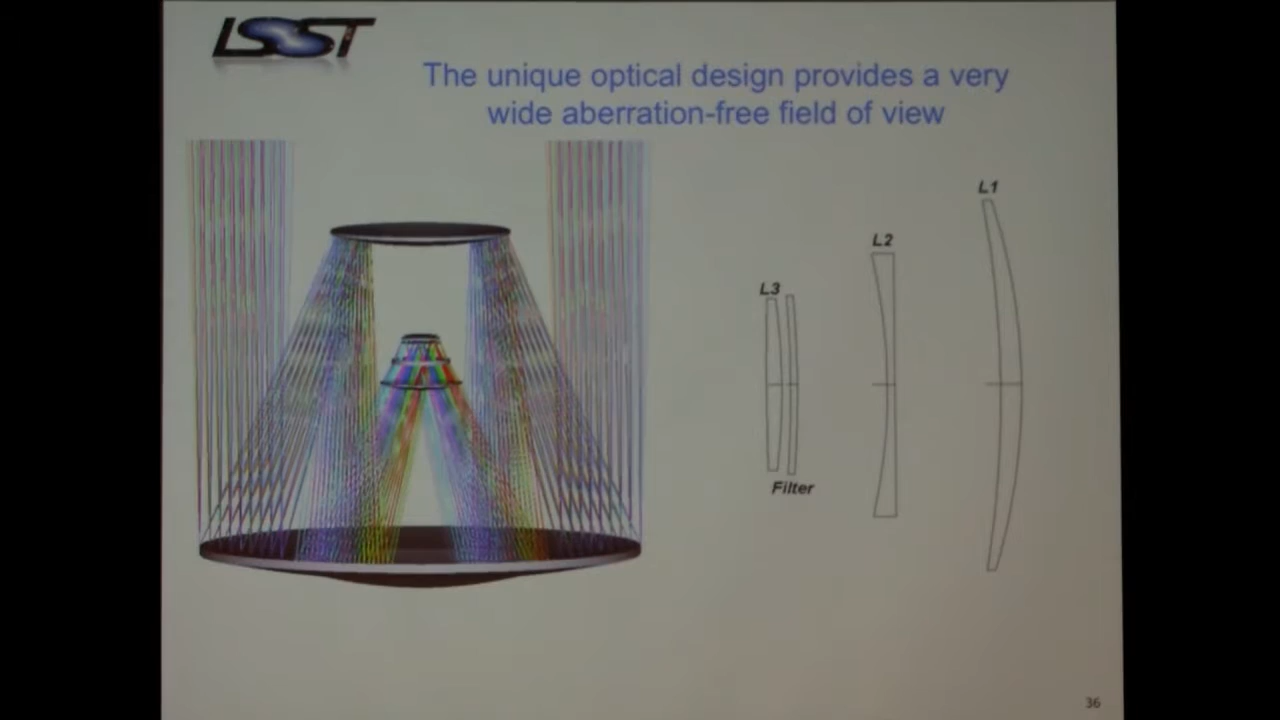 LSST
The unique optical design provides a very
wide aberration-free field of view
L1
L2
L3
Filter
36